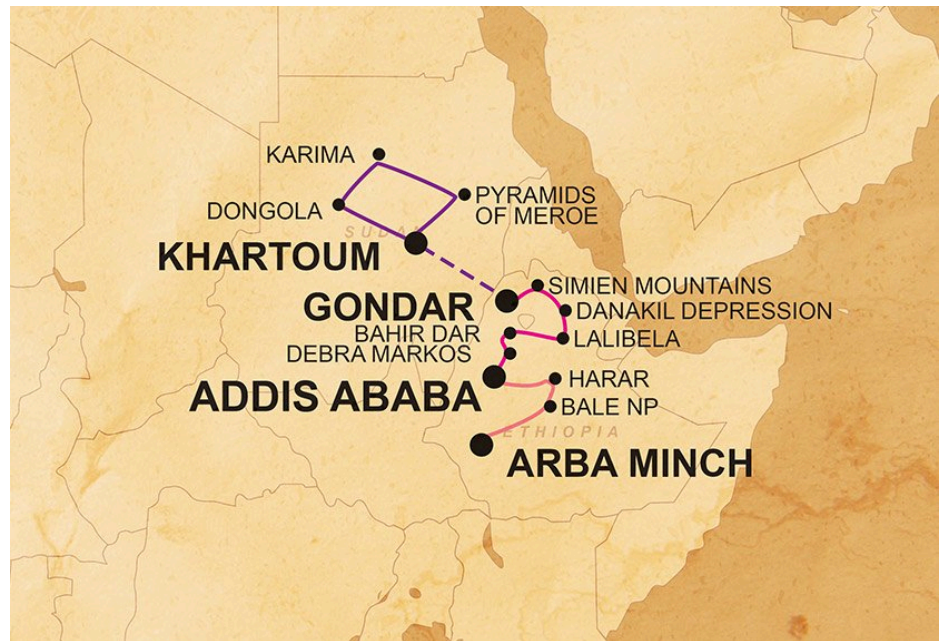 KARIMA
PYRAMIDS
OF MEROE
DONGOLA
SUDAN
KHARTOUM
SIMIEN MOUNTAINS
GONDAR
DANAKIL DEPRESSION
BAHIR DAR
LALIBELA
DEBRA MARKOS
HARAR
ADDIS ABABA
BALE NP
ETHIOPIA
ARBA MINCH